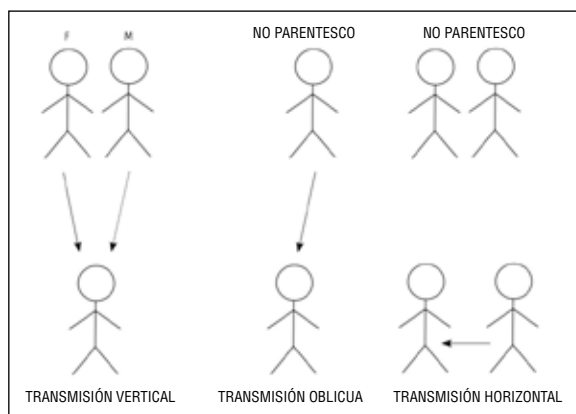 F M
NO PARENTESCO NO PARENTESCO
TRANSMISIÓN VERTICAL TRANSMISIÓN OBLICUA TRANSMISIÓN HORIZONTAL